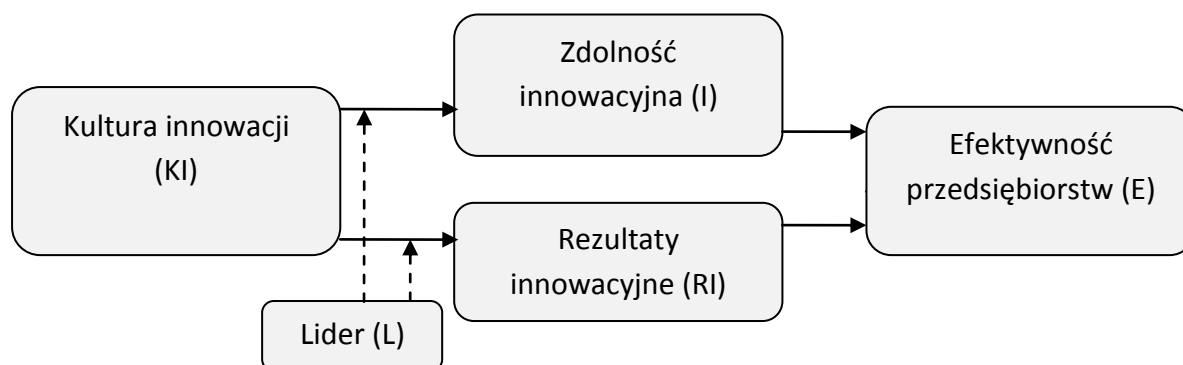 Kultura innowacji
(KI)
Zdolność
innowacyjna (I)
Rezultaty
innowacyjne (RI)
Lider (L)
Efektywność
przedsiębiorstw (E)